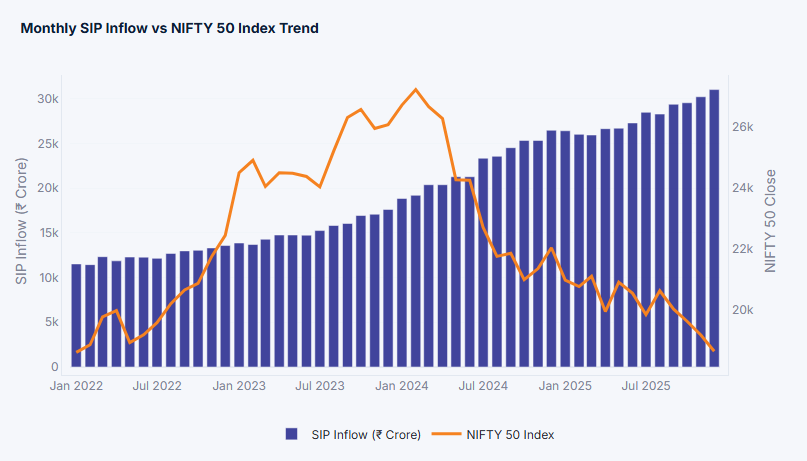 Monthly SIP Inflow vs NIFTY 50 Index Trend
30k
25k
20k
15k
10k
5k
0
SIP Inflow (₹ Crore)
26k
24k
22k
20k
NIFTY 50 Close
Jan 2022 Jul 2022 Jan 2023 Jul 2023 Jan 2024 Jul 2024 Jan 2025 Jul 2025
SIP Inflow (₹ Crore) NIFTY 50 Index